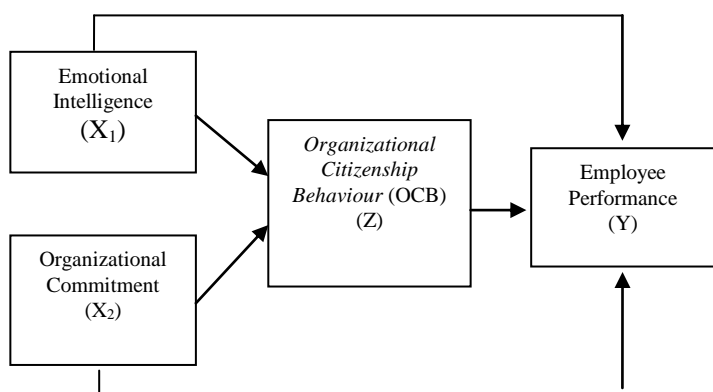 Emotional
Intelligence
(X₁)
Organizational
Citizenship
Behaviour (OCB)
(Z)
Employee
Performance
(Y)
Organizational
Commitment
(X₂)